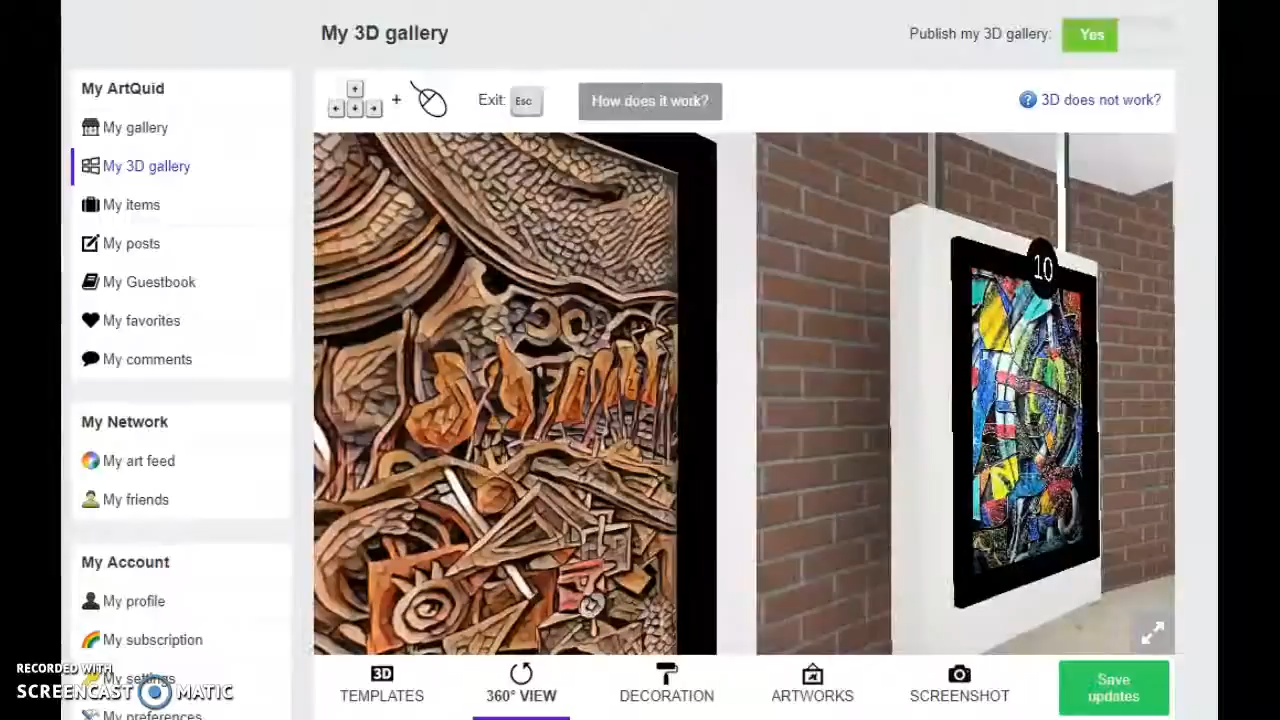 My 3D gallery
Publish my 3D gallery: Yes
My ArtQuid
My gallery
My 3D gallery
My items
My posts
My Guestbook
My favorites
My comments
My Network
My art feed
My friends
My Account
My profile
My subscription
My settings
My preferences
+ Exit: Esc
How does it work?
? 3D does not work?
10
3D
TEMPLATES
360° VIEW
DECORATION
ARTWORKS
SCREENSHOT
Save
updates
RECORDED WITH
SCREENCAST MATIC